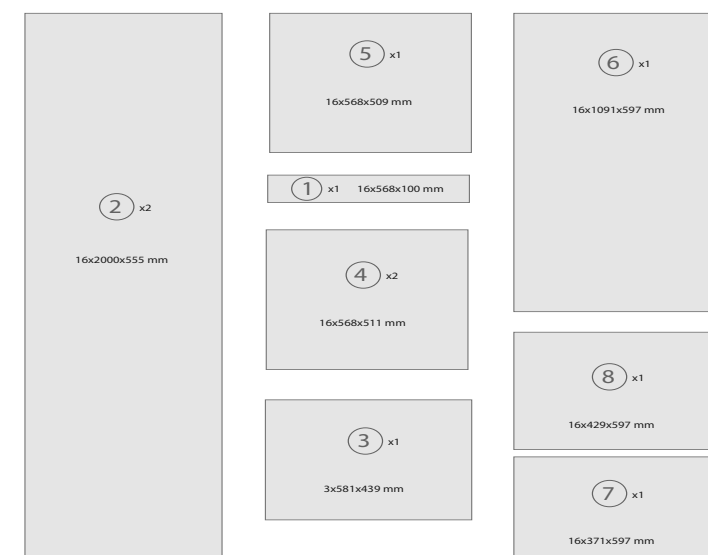 2 x2
16x2000x555 mm
5 x1
16x568x509 mm
1 x1 16x568x100 mm
4 x2
16x568x511 mm
3 x1
3x581x439 mm
6 x1
16x1091x597 mm
8 x1
16x429x597 mm
7 x1
16x371x597 mm